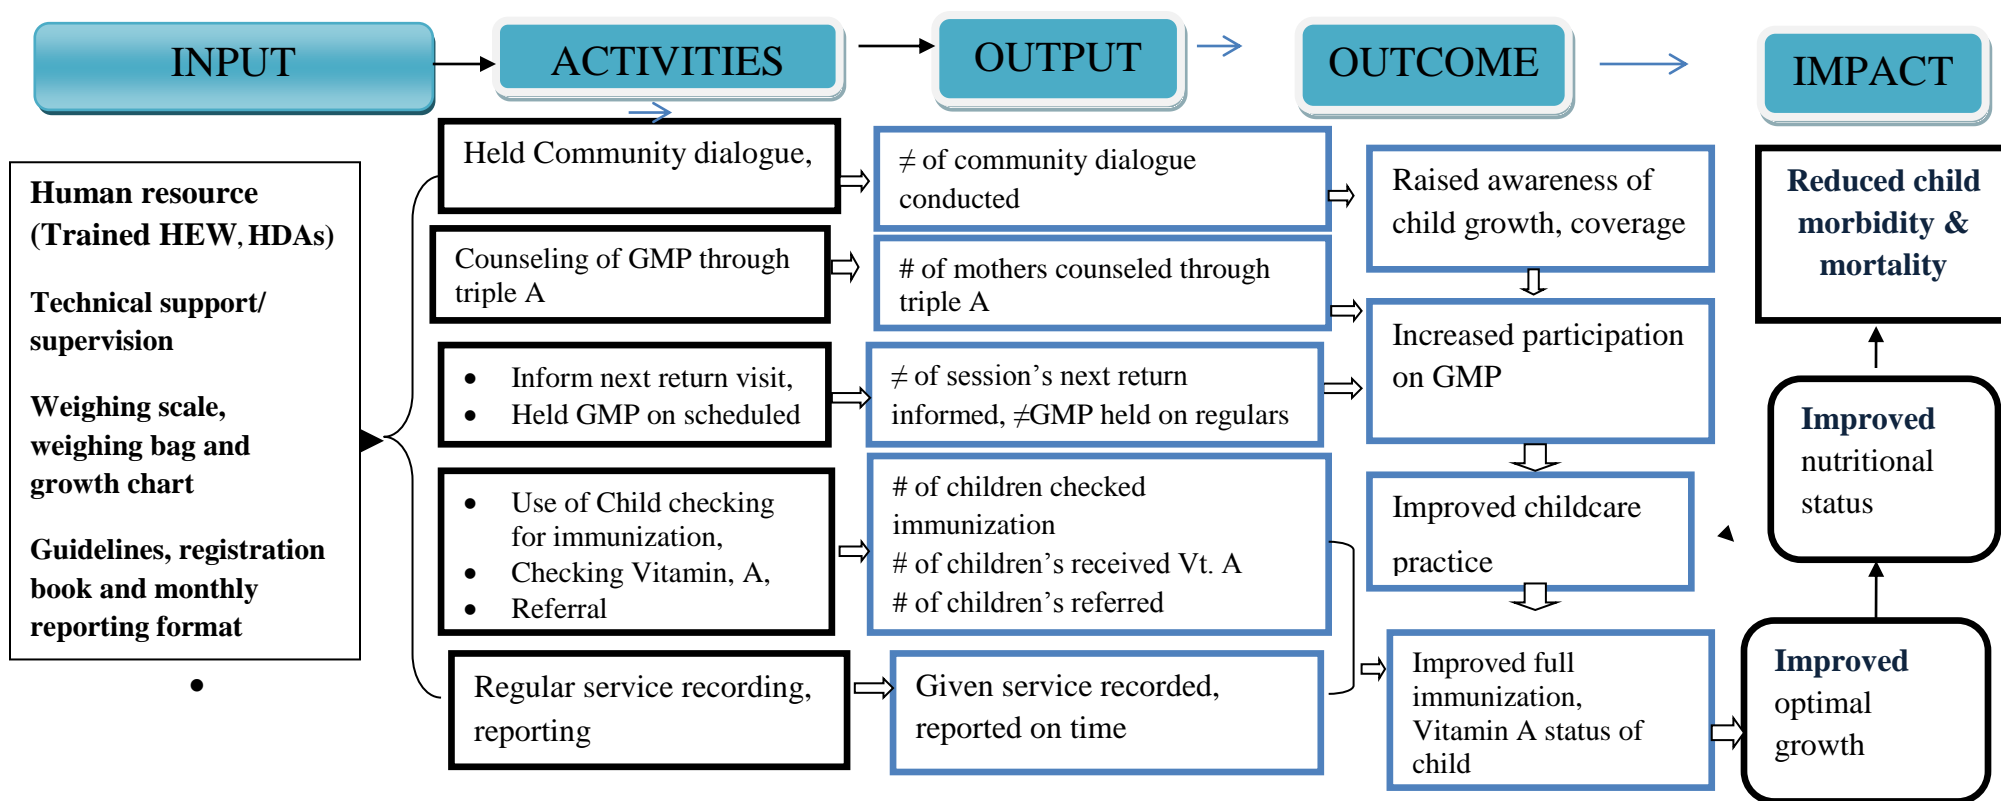 INPUT
ACTIVITIES
OUTPUT
OUTCOME
IMPACT
Human resource
(Trained HEW, HDAs)
Technical support/
supervision
Weighing scale,
weighing bag and
growth chart
Guidelines, registration
book and monthly
reporting format
•
Held Community dialogue,
Counseling of GMP through
triple A
• Inform next return visit,
• Held GMP on scheduled
• Use of Child checking
for immunization,
• Checking Vitamin, A,
• Referral
Regular service recording,
reporting
≠ of community dialogue
conducted
# of mothers counseled through
triple A
≠ of session’s next return
informed, ≠GMP held on regulars
# of children checked
immunization
# of children’s received Vt. A
# of children’s referred
Given service recorded,
reported on time
Raised awareness of
child growth, coverage
Increased participation
on GMP
Improved childcare
practice
Improved full
immunization,
Vitamin A status of
child
Reduced child
morbidity &
mortality
Improved
nutritional
status
Improved
optimal
growth